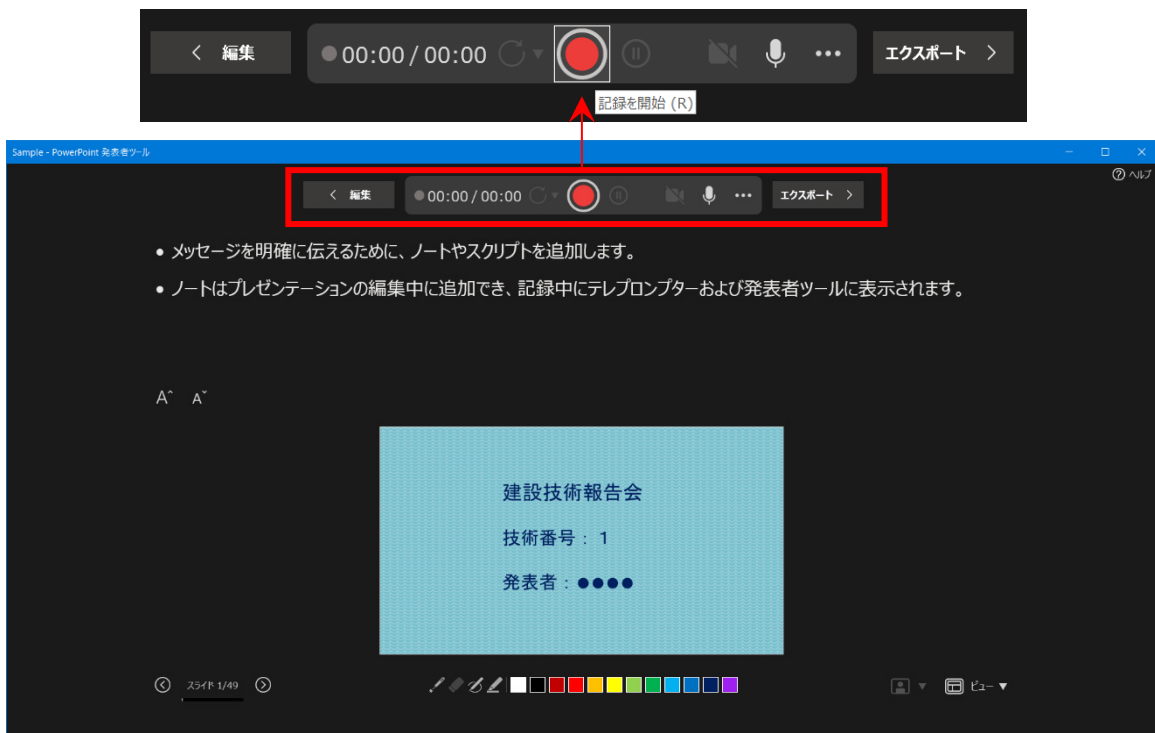 編集 00:00 / 00:00 エクスポート
記録を開始 (R)
Sample - PowerPoint 発表者ツール
ヘルプ
編集 00:00 / 00:00 エクスポート
• メッセージを明確に伝えるために、ノートやスクリプトを追加します。
• ノートはプレゼンテーションの編集中に追加でき、記録中にテレプロンプターおよび発表者ツールに表示されます。
A^ Aˇ
建設技術報告会
技術番号：１
発表者：●●●●
スライド 1/49
ビュー